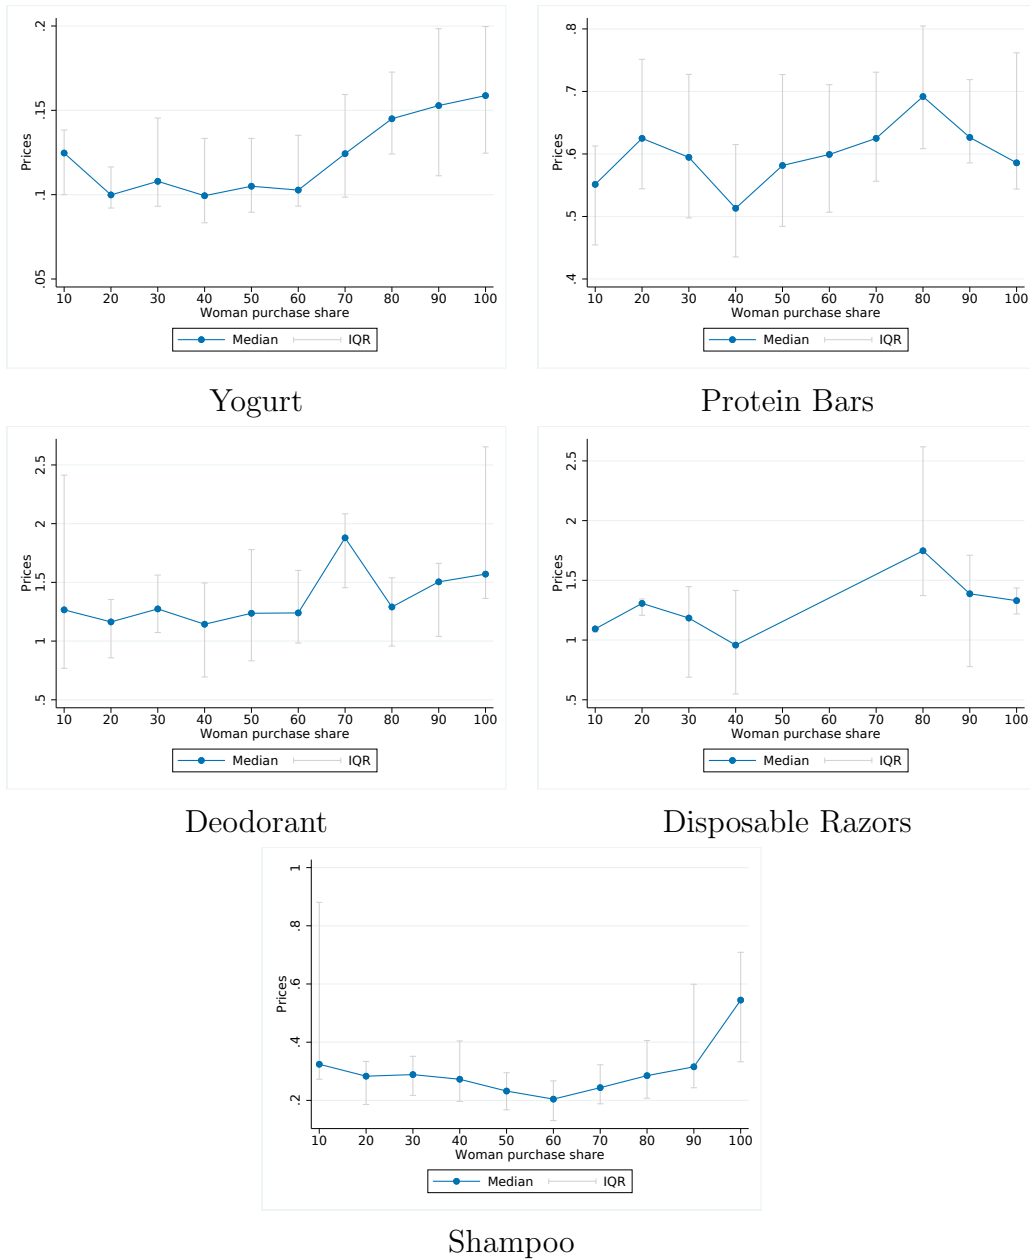 .2
.15
.1
.05
Prices
10 20 30 40 50 60 70 80 90 100
Woman purchase share
Median IQR
Yogurt
.8
.7
.6
.5
.4
Prices
10 20 30 40 50 60 70 80 90 100
Woman purchase share
Median IQR
Protein Bars
2.5
2
1.5
1
.5
Prices
10 20 30 40 50 60 70 80 90 100
Woman purchase share
Median IQR
Deodorant
2.5
2
1.5
1
.5
Prices
10 20 30 40 50 60 70 80 90 100
Woman purchase share
Median IQR
Disposable Razors
1
.8
.6
.4
.2
Prices
10 20 30 40 50 60 70 80 90 100
Woman purchase share
Median IQR
Shampoo